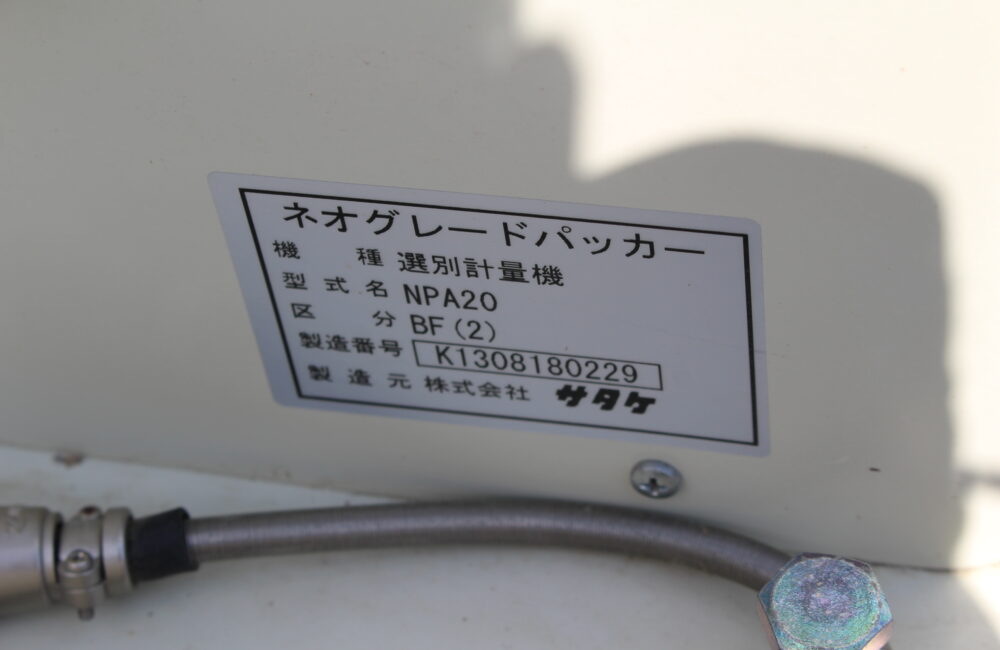 ネオグレードパッカー
機種 選別計量機
型式名 NPA20
区分 BF(2)
製造番号 K1308180229
製造元 株式会社 サタケ